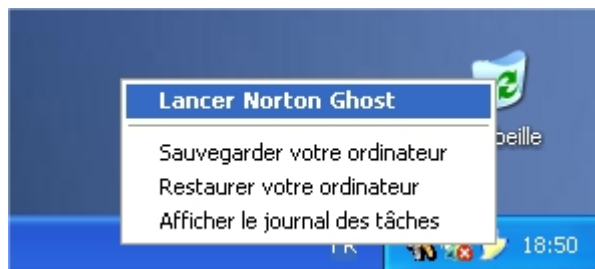 Lancer Norton Ghost
Sauvegarder votre ordinateur
Restaurer votre ordinateur
Afficher le journal des tâches
18:50